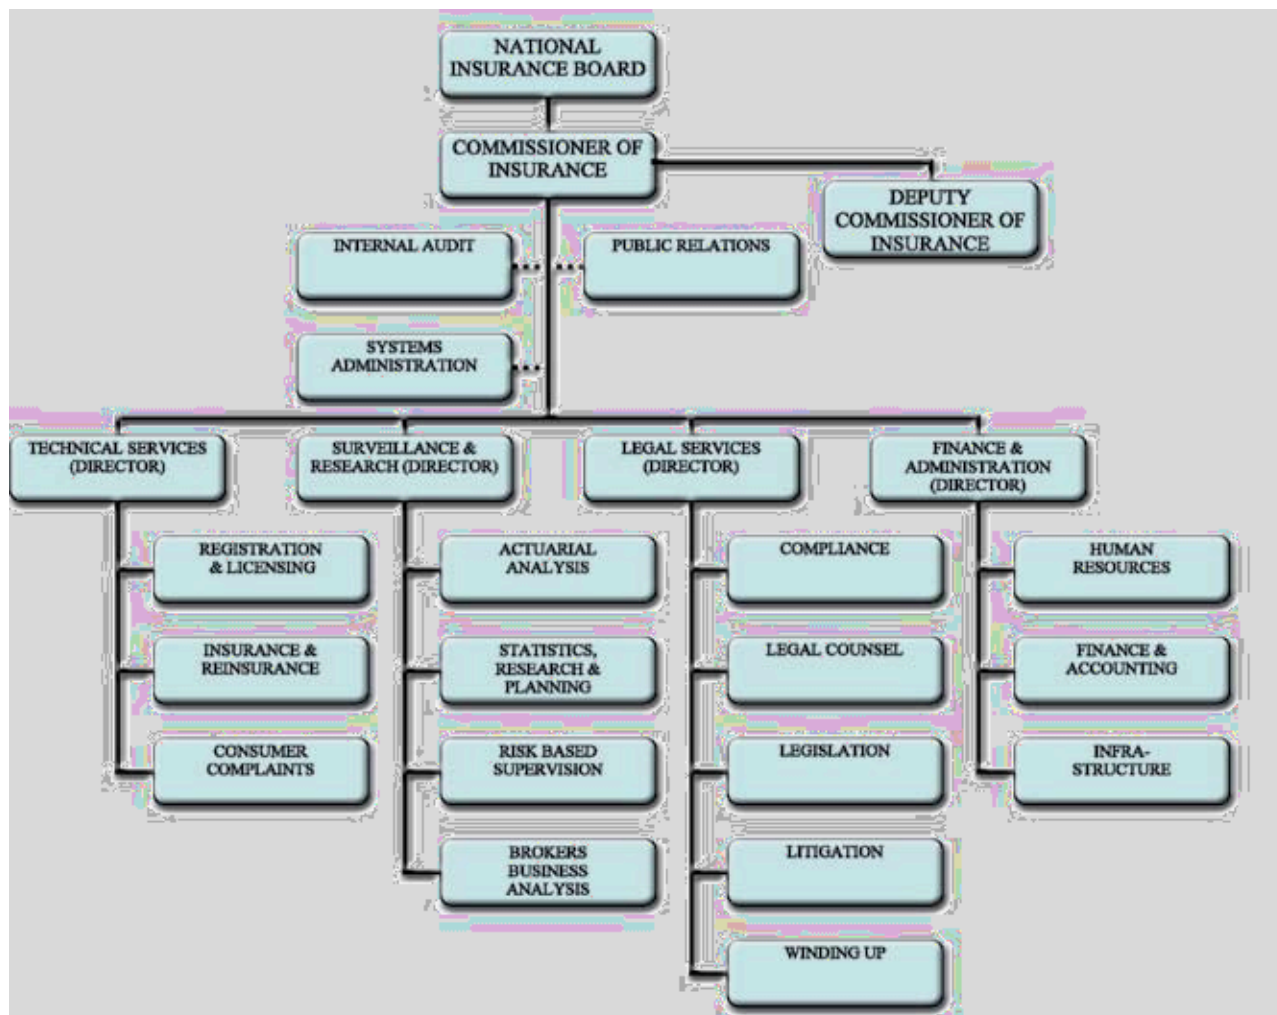 NATIONAL
INSURANCE BOARD
COMMISSIONER OF
INSURANCE
DEPUTY
COMMISSIONER OF
INSURANCE
INTERNAL AUDIT
PUBLIC RELATIONS
SYSTEMS
ADMINISTRATION
TECHNICAL SERVICES
(DIRECTOR)
SURVEILLANCE &
RESEARCH (DIRECTOR)
LEGAL SERVICES
(DIRECTOR)
FINANCE &
ADMINISTRATION
(DIRECTOR)
REGISTRATION
& LICENSING
INSURANCE &
REINSURANCE
CONSUMER
COMPLAINTS
ACTUARIAL
ANALYSIS
STATISTICS,
RESEARCH &
PLANNING
RISK BASED
SUPERVISION
BROKERS
BUSINESS
ANALYSIS
COMPLIANCE
LEGAL COUNSEL
LEGISLATION
LITIGATION
WINDING UP
HUMAN
RESOURCES
FINANCE &
ACCOUNTING
INFRA-
STRUCTURE